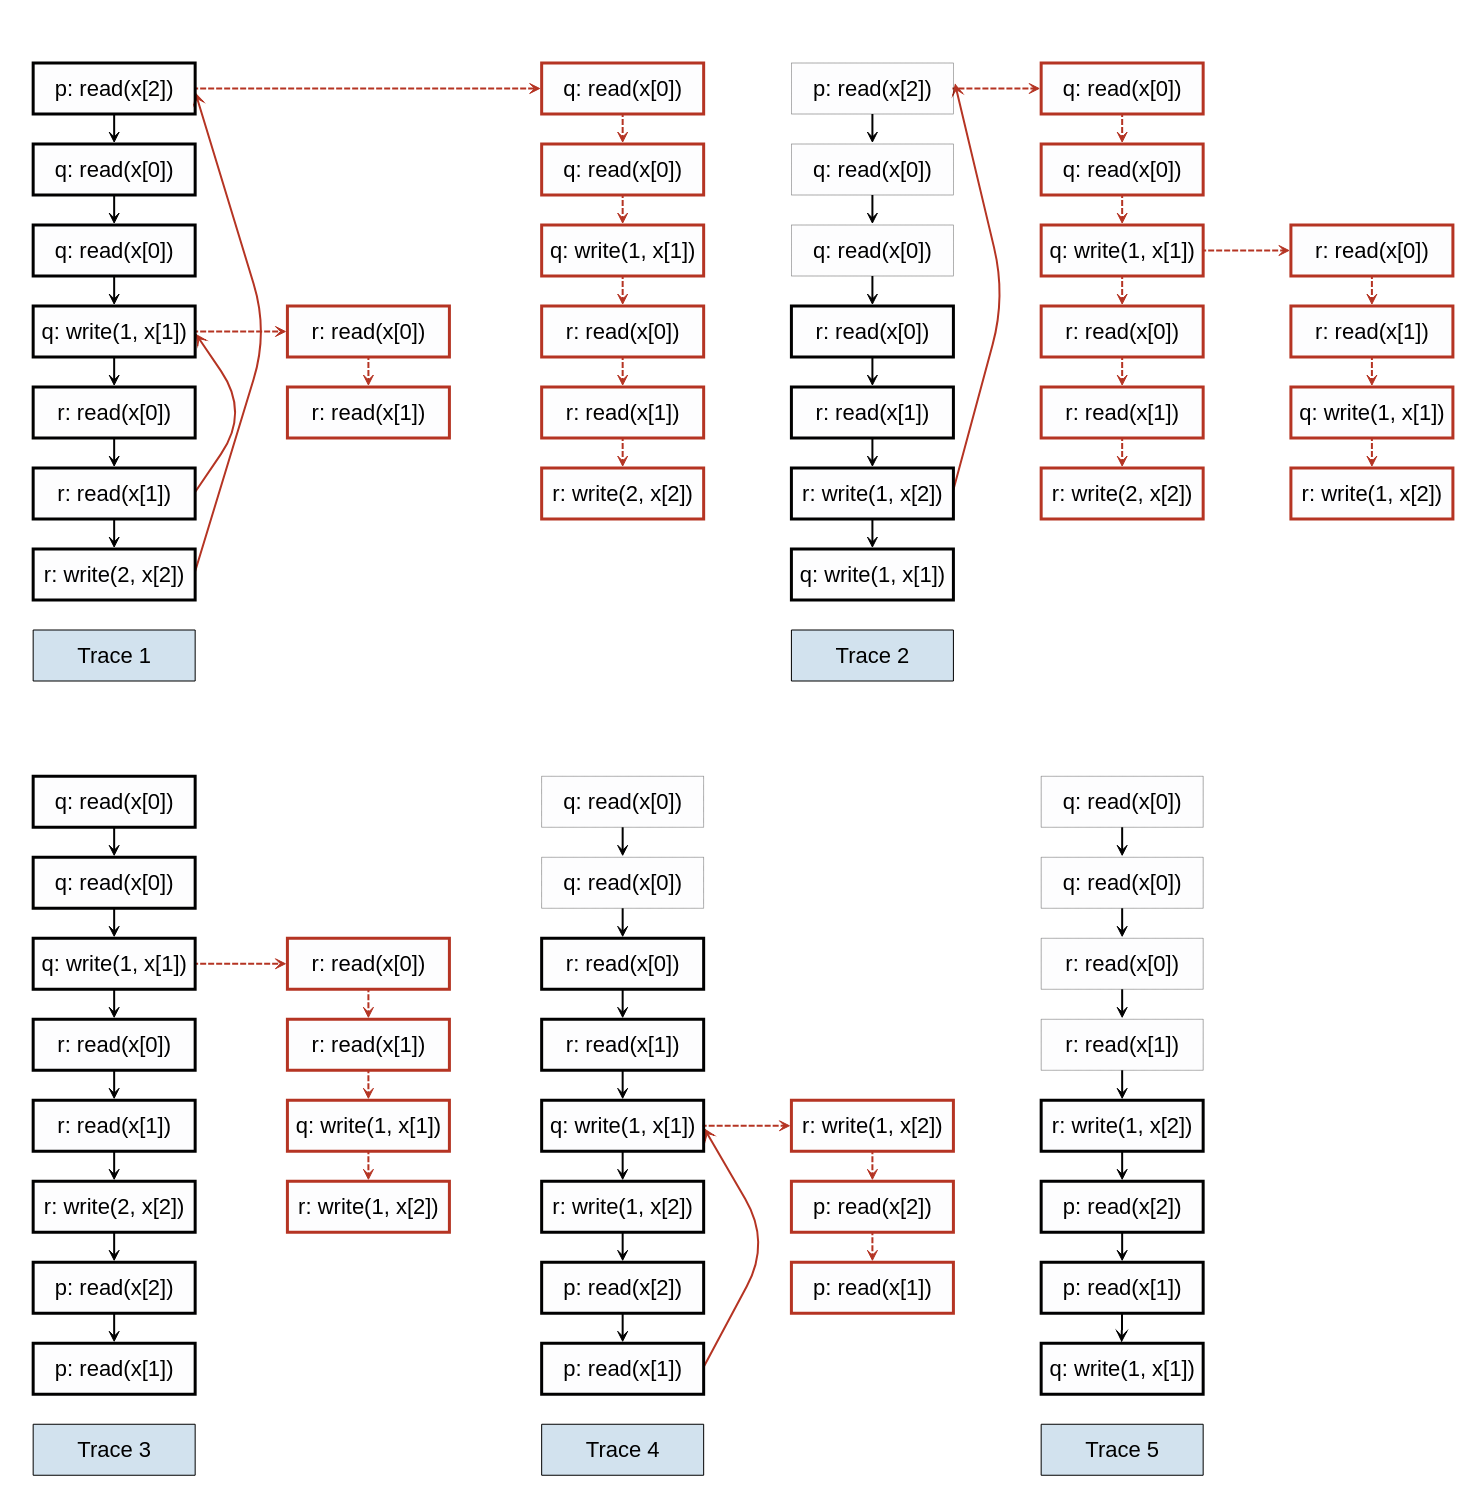 p: read(x[2])
q: read(x[0])
q: read(x[0])
q: write(1, x[1])
r: read(x[0])
r: read(x[1])
r: write(2, x[2])
Trace 1
r: read(x[0])
r: read(x[1])
q: read(x[0])
q: read(x[0])
q: write(1, x[1])
r: read(x[0])
r: read(x[1])
r: write(2, x[2])
p: read(x[2])
q: read(x[0])
q: read(x[0])
r: read(x[0])
r: read(x[1])
r: write(1, x[2])
q: write(1, x[1])
Trace 2
q: read(x[0])
q: read(x[0])
q: write(1, x[1])
r: read(x[0])
r: read(x[1])
r: write(2, x[2])
r: read(x[0])
r: read(x[1])
q: write(1, x[1])
r: write(1, x[2])
q: read(x[0])
q: read(x[0])
q: write(1, x[1])
r: read(x[0])
r: read(x[1])
r: write(2, x[2])
p: read(x[2])
p: read(x[1])
Trace 3
r: read(x[0])
r: read(x[1])
q: write(1, x[1])
r: write(1, x[2])
q: read(x[0])
q: read(x[0])
r: read(x[0])
r: read(x[1])
q: write(1, x[1])
r: write(1, x[2])
p: read(x[2])
p: read(x[1])
Trace 4
r: write(1, x[2])
p: read(x[2])
p: read(x[1])
q: read(x[0])
q: read(x[0])
r: read(x[0])
r: read(x[1])
r: write(1, x[2])
p: read(x[2])
p: read(x[1])
q: write(1, x[1])
Trace 5